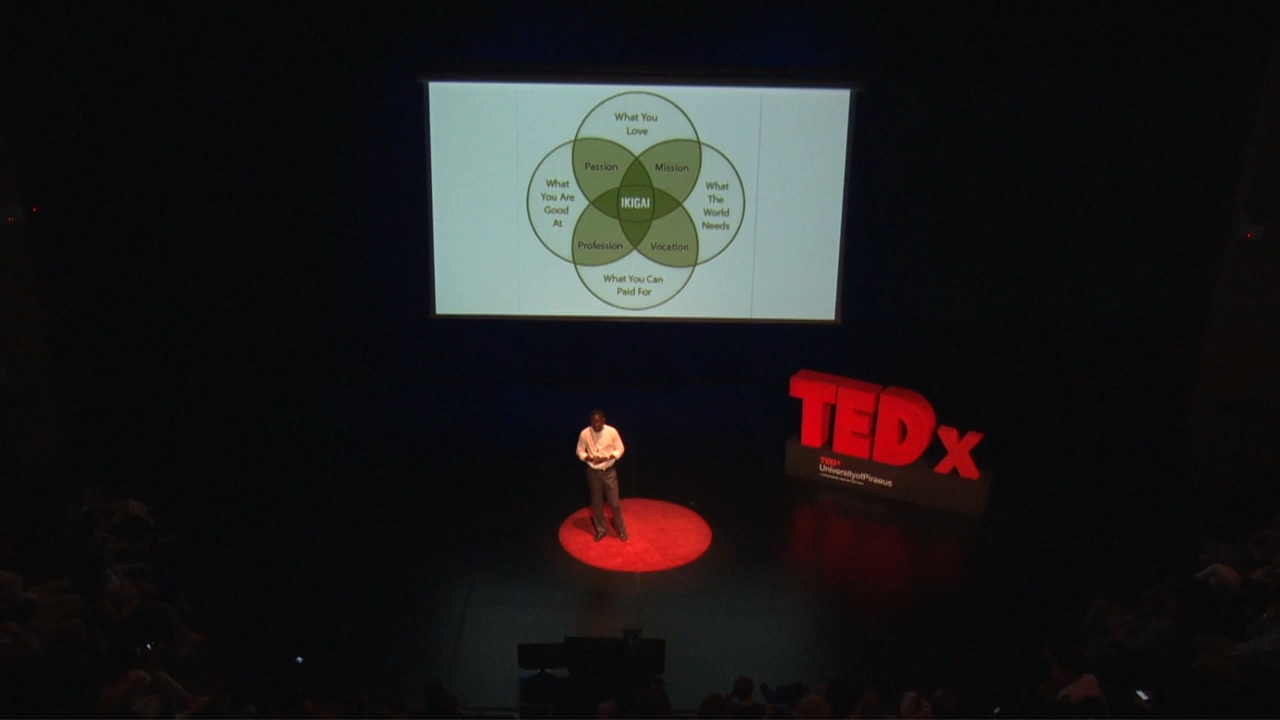 What You
Love
Passion
Mission
What
You Are
Good
At
IKIGAI
What
The
World
Needs
Profession
Vocation
What You Can
Paid For
TEDx
TEDx
UniversityofPiraeus